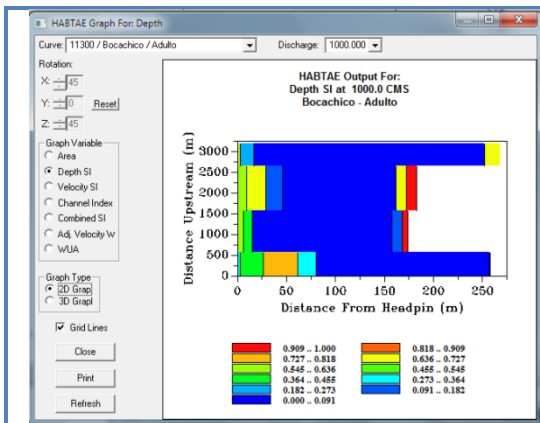 HABTAE Graph For: Depth
Curve: 11300 / Bocachico / Adulto
Discharge: 1000.000
Rotation:
X: 45
Y: 0 Reset
Z: 45
Graph Variable
Area
Depth SI
Velocity SI
Channel Index
Combined SI
Adj. Velocity W
WUA
Graph Type
2D Grap
3D Grapl
Grid Lines
Close
Print
Refresh
HABTAE Output For:
Depth SI at 1000.0 CMS
Bocachico - Adulto
Distance Upstream (m)
3000
2500
2000
1500
1000
500
0
0 50 100 150 200 250
Distance From Headpin (m)
0.909 .. 1.000 0.818 .. 0.909
0.727 .. 0.818 0.636 .. 0.727
0.545 .. 0.636 0.455 .. 0.545
0.364 .. 0.455 0.273 .. 0.364
0.182 .. 0.273 0.091 .. 0.182
0.000 .. 0.091